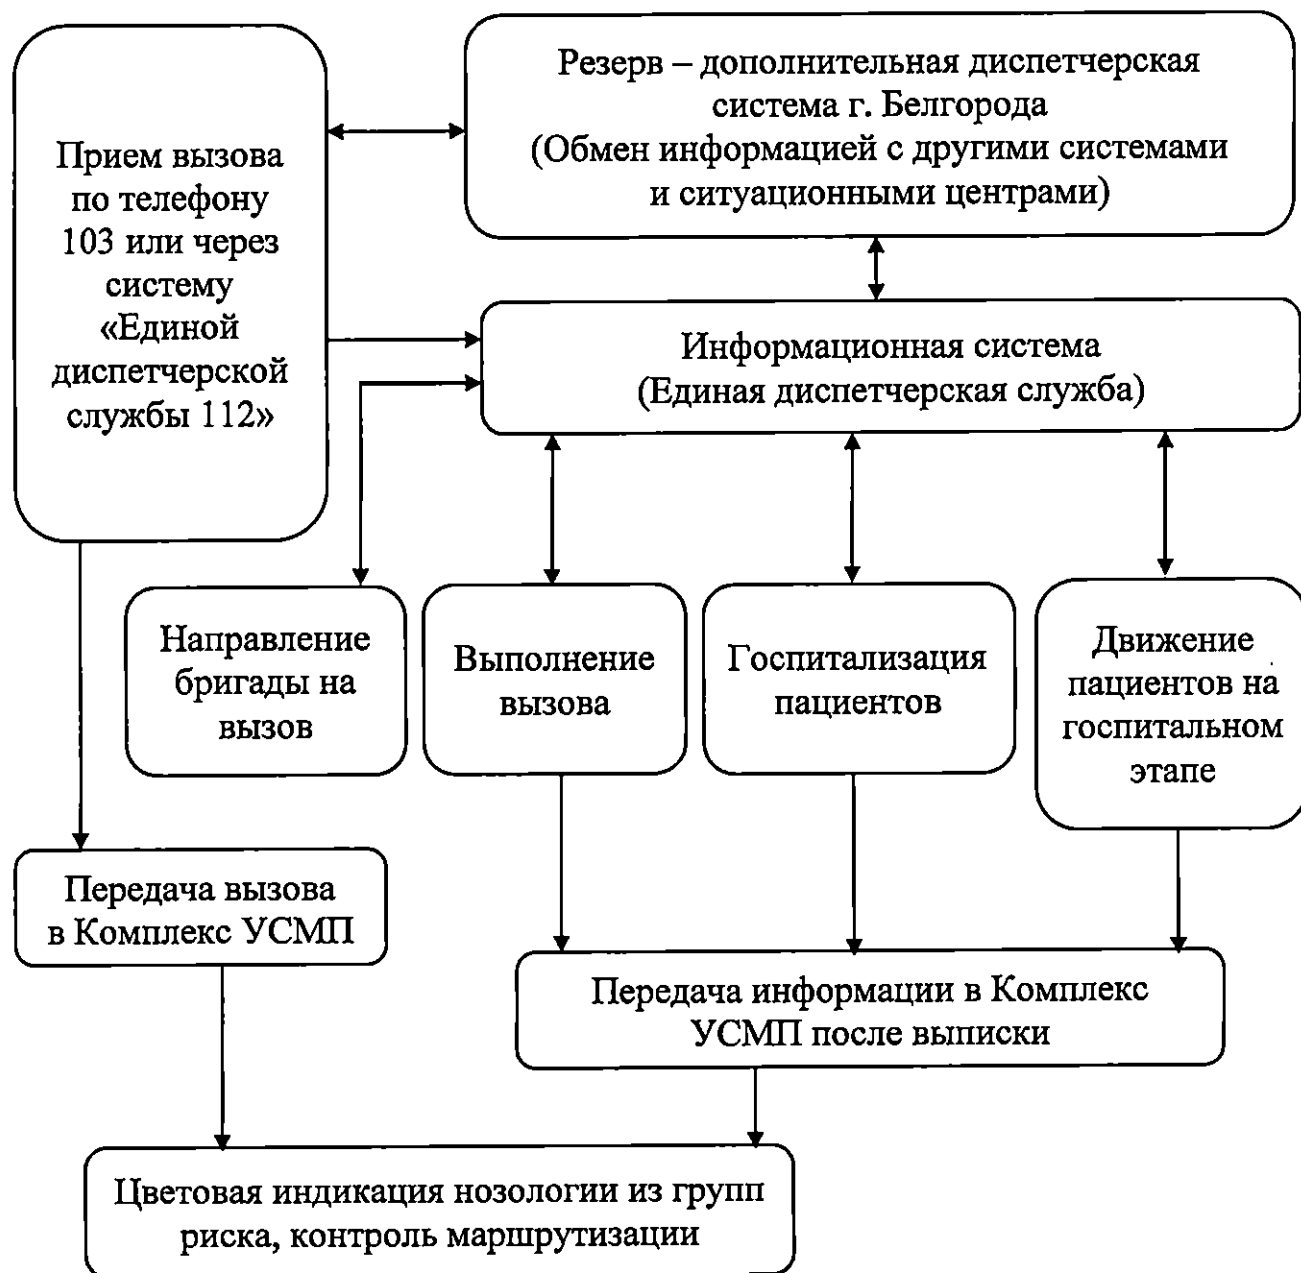 Прием вызова
по телефону
103 или через
систему
«Единой
диспетчерской
службы 112»
Резерв – дополнительная диспетчерская
система г. Белгорода
(Обмен информацией с другими системами
и ситуационными центрами)
Информационная система
(Единая диспетчерская служба)
Направление
бригады на
вызов
Выполнение
вызова
Госпитализация
пациентов
Движение
пациентов на
госпитальном
этапе
Передача вызова
в Комплекс УСМП
Передача информации в Комплекс
УСМП после выписки
Цветовая индикация нозологии из групп
риска, контроль маршрутизации